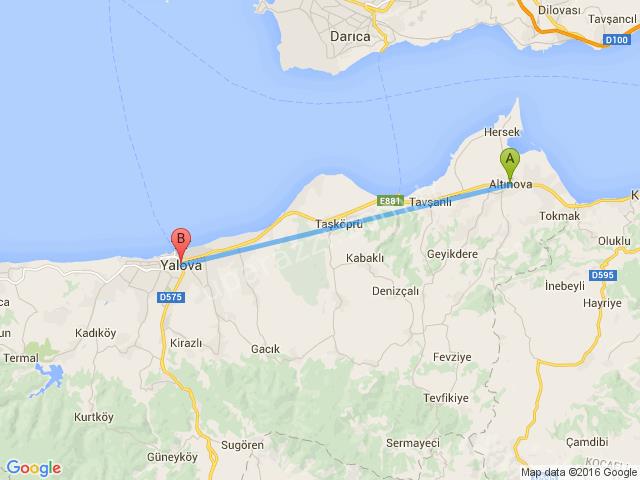 Dilovası
Tavşancıl
Darıca
D100
Hersek
A
Altınova
E881
Tavşanlı
Tokmak
Taşköprü
B
Oluklu
Geyikdere
Kabaklı
Yalova
D595
İnebeyli
Denizçalı
D575
Hayriye
Kadıköy
Kirazlı
Gacık
Termal
Fevziye
Tevfikiye
Kurtköy
Sugören
Sermayeci
Çamdibi
Güneyköy
Google
Map data ©2016 Google